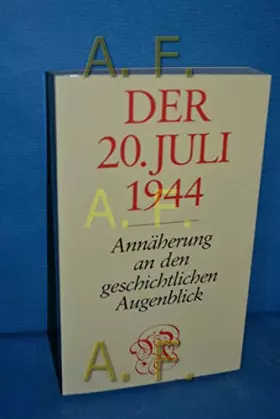 A. F.
DER
20. JULI
1944
A. F.
Annäherung
an den
geschichtlichen
Augenblick
A. F.